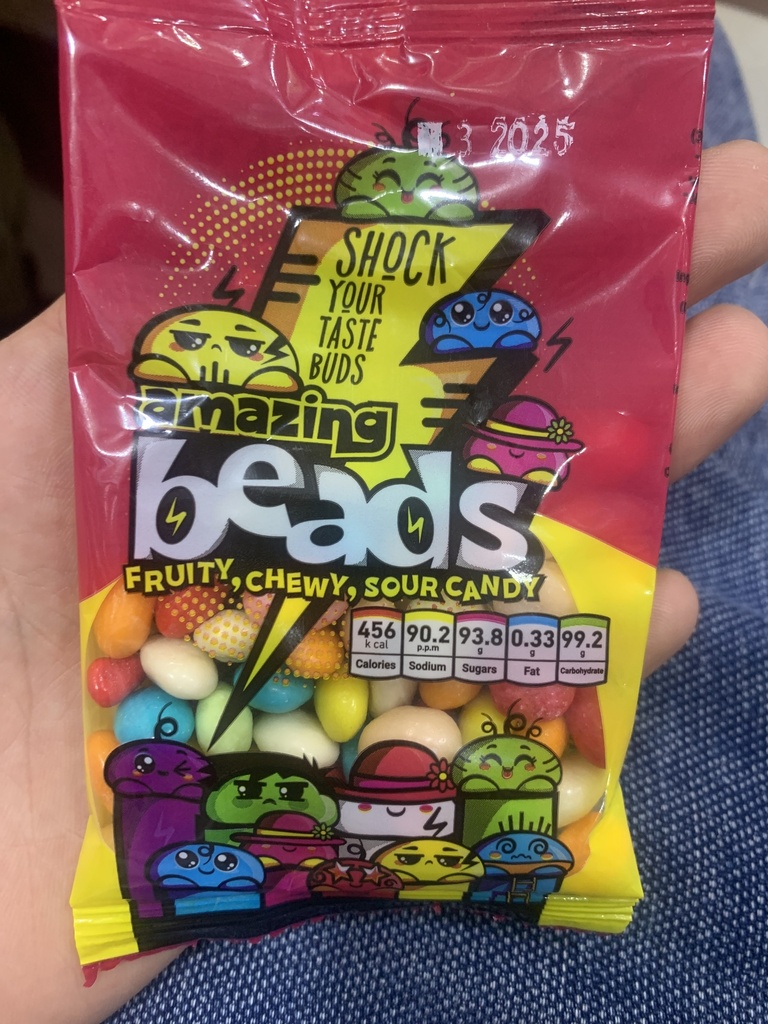 3 2025
SHOCK
YOUR
TASTE
BUDS
amazing
beads
FRUITY, CHEWY, SOUR CANDY
456 90.2 93.8 0.33 99.2
k cal p.p.m g g g
Calories Sodium Sugars Fat Carbohydrate